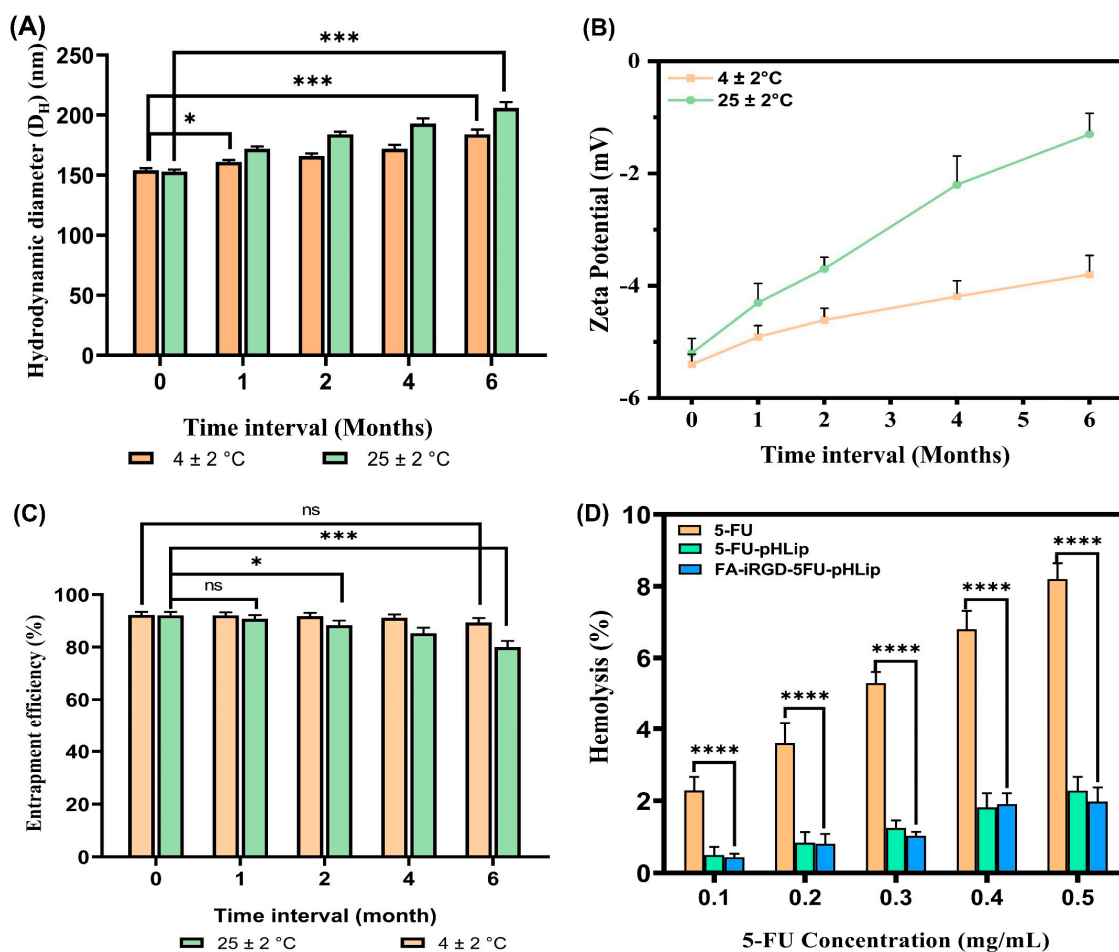 (A)
***
***
*
250
200
150
100
50
0
Hydrodynamic diameter (D_H) (nm)
0 1 2 4 6
Time interval (Months)
4 ± 2 °C 25 ± 2 °C
(B)
4 ± 2°C
25 ± 2°C
0
-2
-4
-6
Zeta Potential (mV)
0 1 2 3 4 5 6
Time interval (Months)
(C)
ns
***
*
ns
100
80
60
40
20
0
Entrapment efficiency (%)
0 1 2 4 6
Time interval (month)
25 ± 2 °C 4 ± 2 °C
(D)
5-FU
5-FU-pHLip
FA-iRGD-5FU-pHLip
****
****
****
****
****
10
8
6
4
2
0
Hemolysis (%)
0.1 0.2 0.3 0.4 0.5
5-FU Concentration (mg/mL)